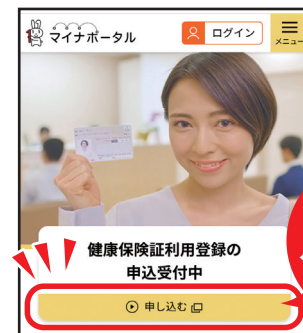 マイナポータル
ログイン
メニュー
健康保険証利用登録の
申込受付中
申し込む